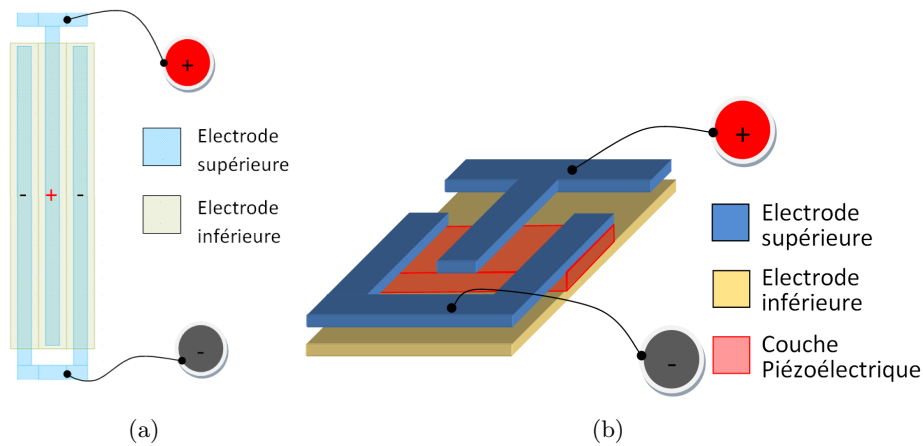 +
Electrode
supérieure
Electrode
inférieure
- + -
-
(a)
+
Electrode
supérieure
Electrode
inférieure
Couche
Piézoélectrique
-
(b)